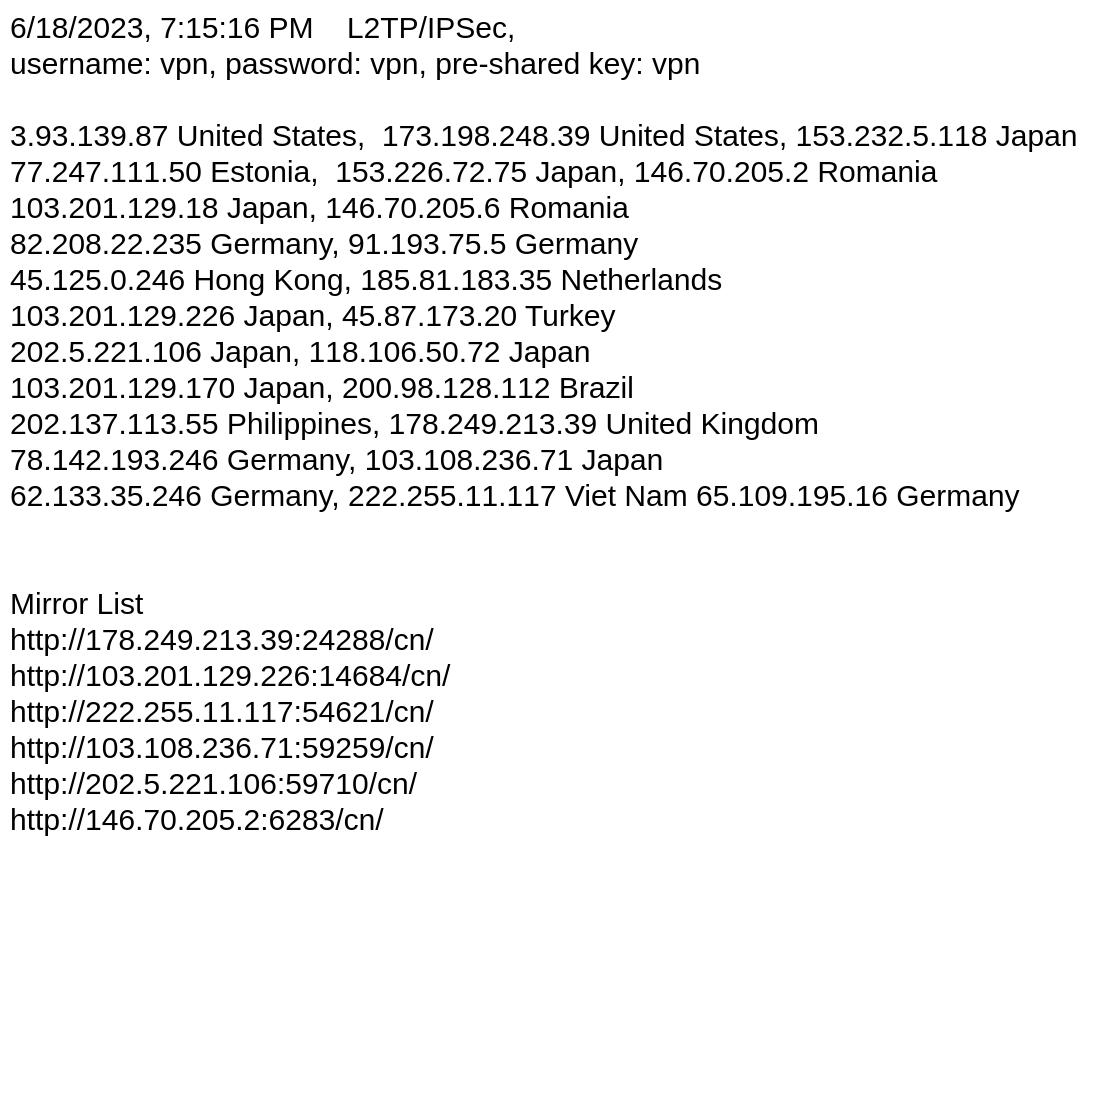 6/18/2023, 7:15:16 PM    L2TP/IPSec,
username: vpn, password: vpn, pre-shared key: vpn
3.93.139.87 United States,  173.198.248.39 United States, 153.232.5.118 Japan
77.247.111.50 Estonia,  153.226.72.75 Japan, 146.70.205.2 Romania
103.201.129.18 Japan, 146.70.205.6 Romania
82.208.22.235 Germany, 91.193.75.5 Germany
45.125.0.246 Hong Kong, 185.81.183.35 Netherlands
103.201.129.226 Japan, 45.87.173.20 Turkey
202.5.221.106 Japan, 118.106.50.72 Japan
103.201.129.170 Japan, 200.98.128.112 Brazil
202.137.113.55 Philippines, 178.249.213.39 United Kingdom
78.142.193.246 Germany, 103.108.236.71 Japan
62.133.35.246 Germany, 222.255.11.117 Viet Nam 65.109.195.16 Germany
Mirror List
http://178.249.213.39:24288/cn/
http://103.201.129.226:14684/cn/
http://222.255.11.117:54621/cn/
http://103.108.236.71:59259/cn/
http://202.5.221.106:59710/cn/
http://146.70.205.2:6283/cn/